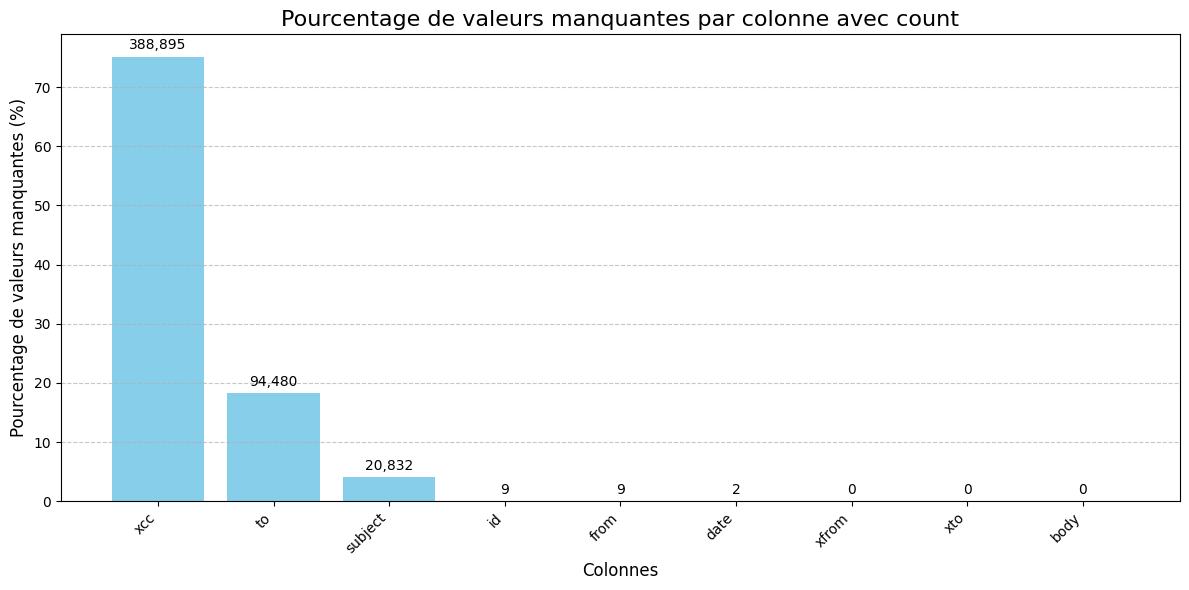 Pourcentage de valeurs manquantes par colonne avec count
388,895
94,480
20,832
9
9
2
0
0
0
70
60
50
40
30
20
10
0
Pourcentage de valeurs manquantes (%)
xcc
to
subject
id
from
date
xfrom
xto
body
Colonnes